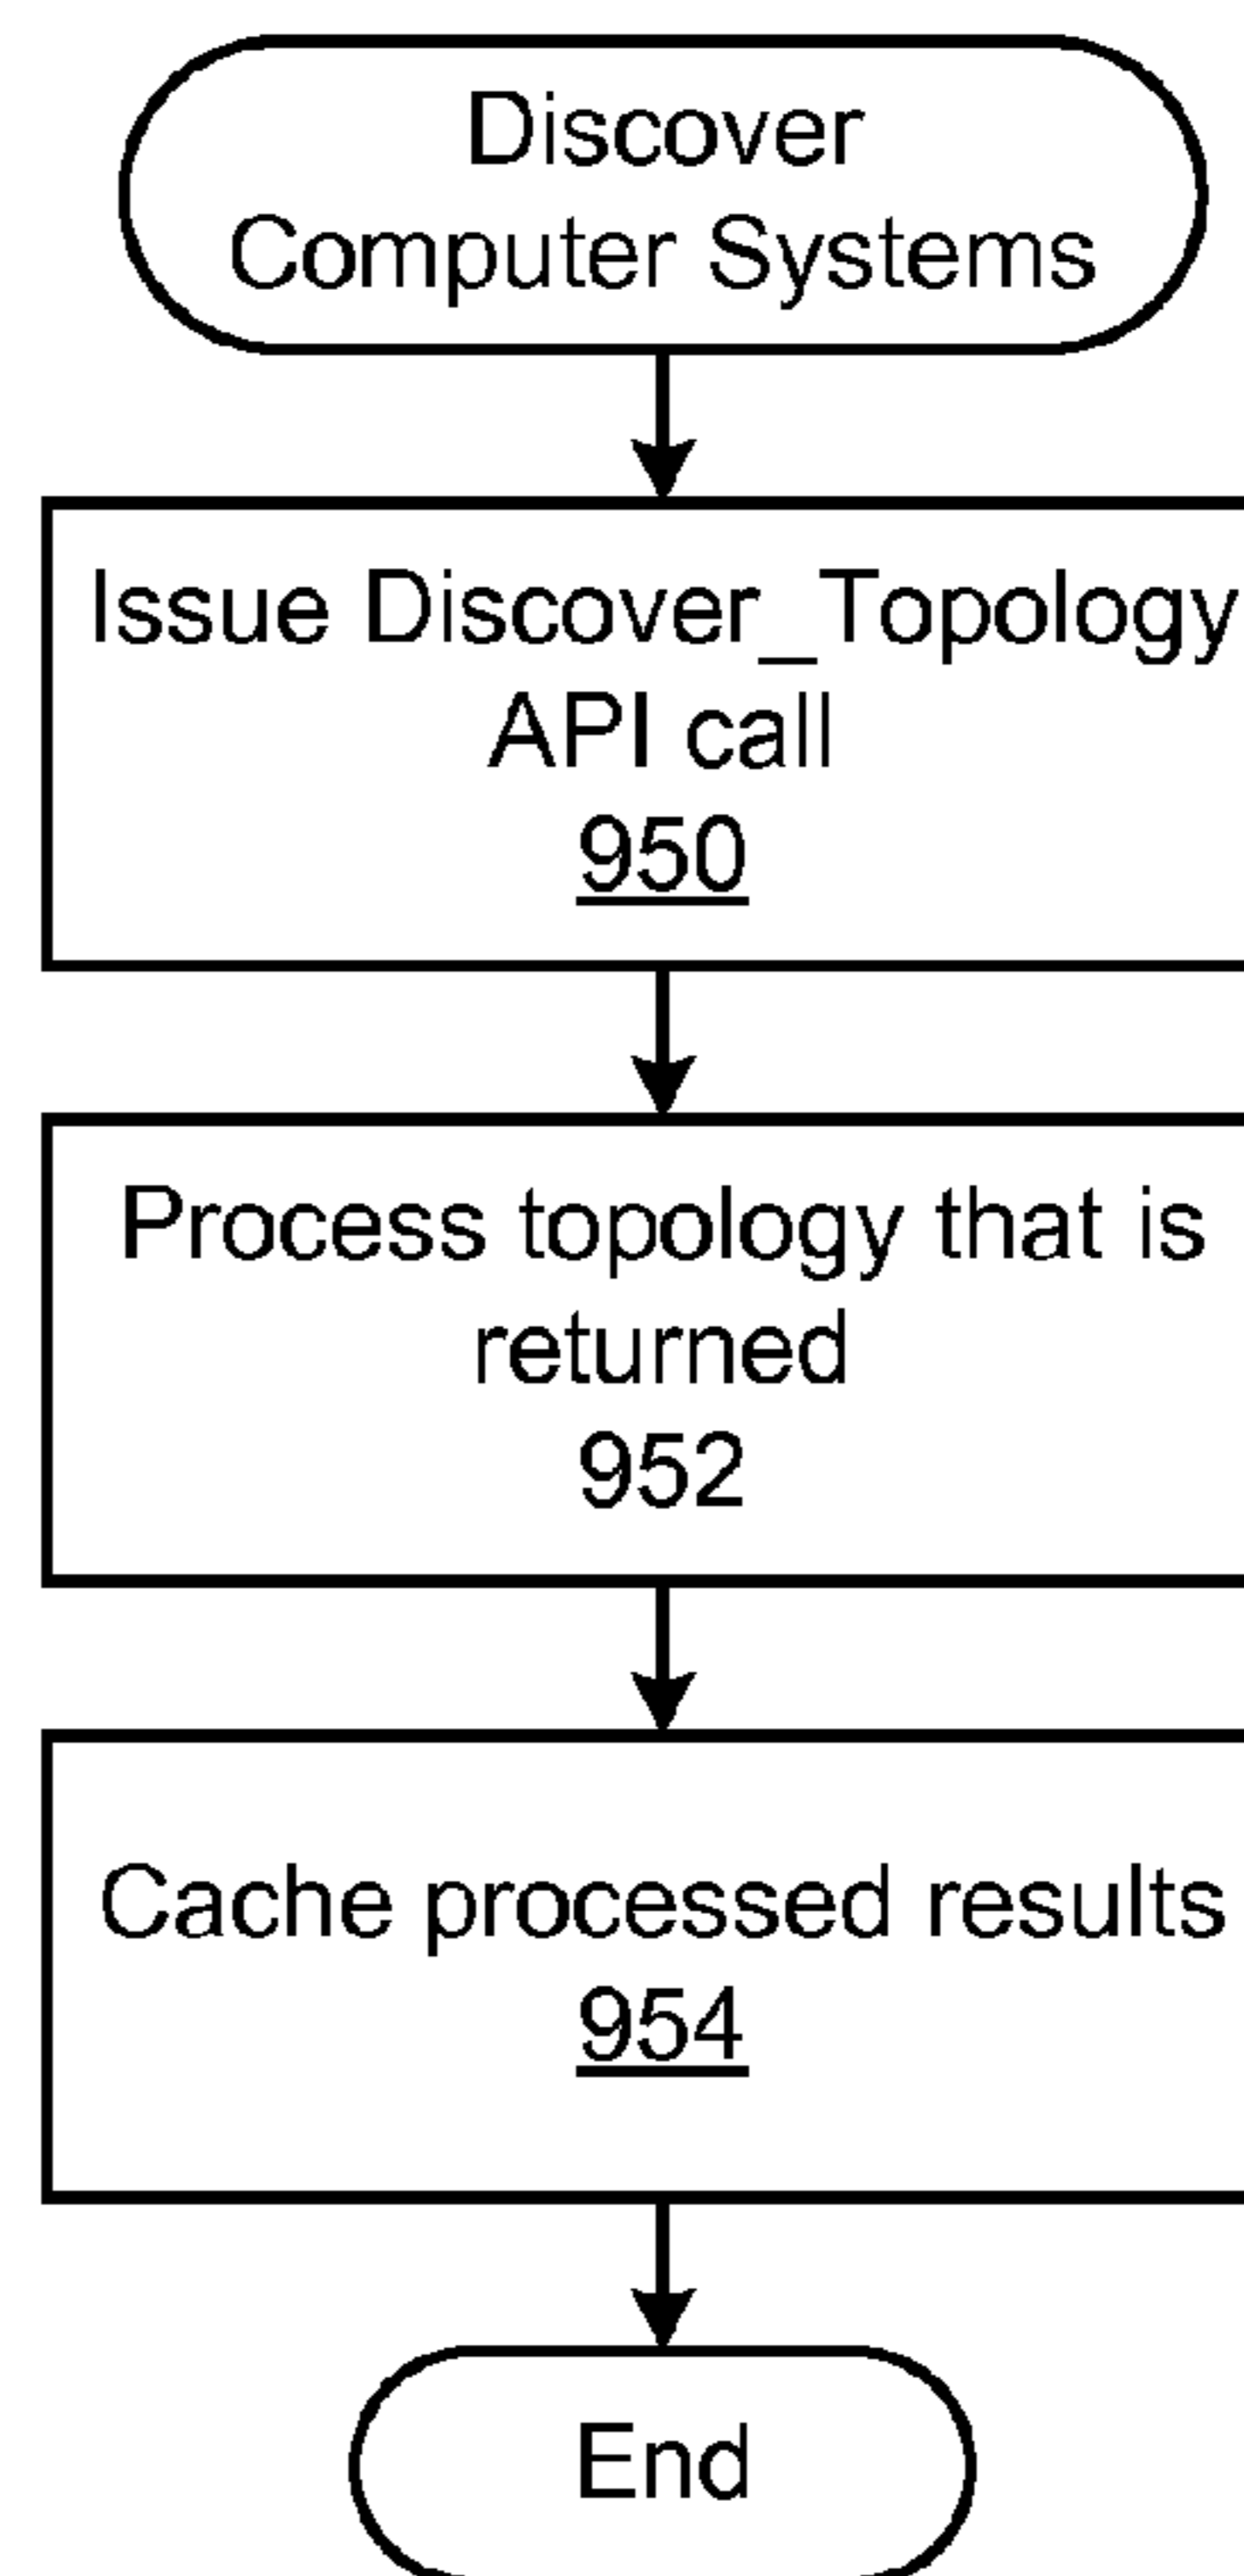 Discover
Computer Systems
Issue Discover_Topology
API call
950
Process topology that is
returned
952
Cache processed results
954
End